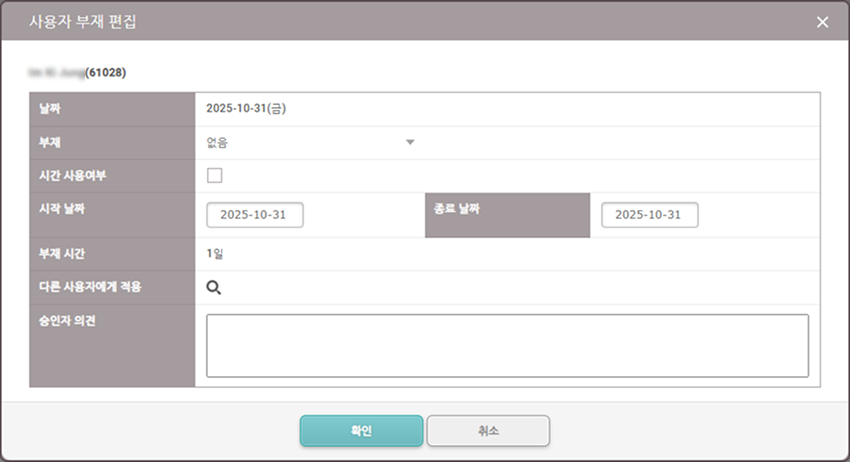 사용자 부재 편집
(61028)
날짜 2025-10-31(금)
부재 없음
시간 사용여부
시작 날짜 2025-10-31 종료 날짜 2025-10-31
부재 시간 1일
다른 사용자에게 적용
승인자 의견
확인 취소